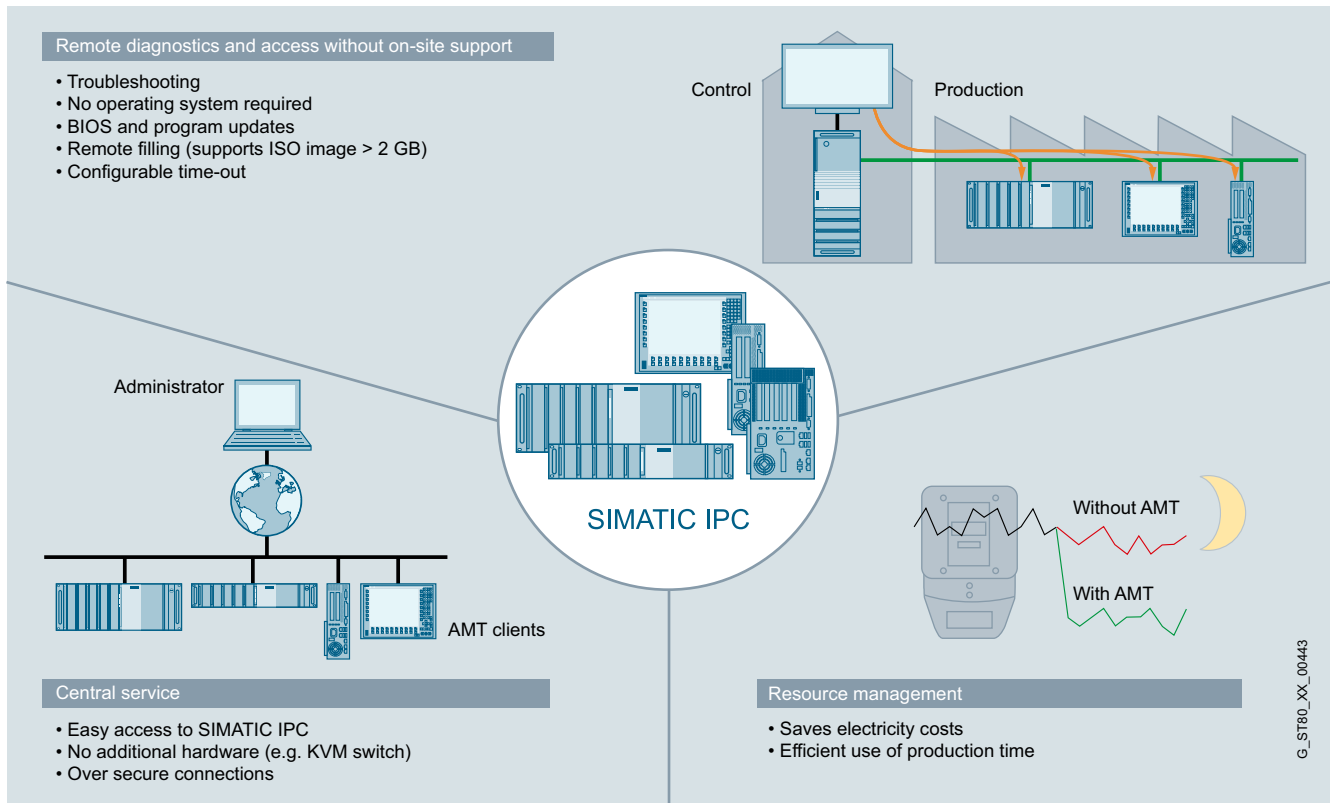 Remote diagnostics and access without on-site support
• Troubleshooting
• No operating system required
• BIOS and program updates
• Remote filling (supports ISO image > 2 GB)
• Configurable time-out
Control
Production
Administrator
AMT clients
SIMATIC IPC
Without AMT
With AMT
Central service
• Easy access to SIMATIC IPC
• No additional hardware (e.g. KVM switch)
• Over secure connections
Resource management
• Saves electricity costs
• Efficient use of production time
G_ST80_XX_00443